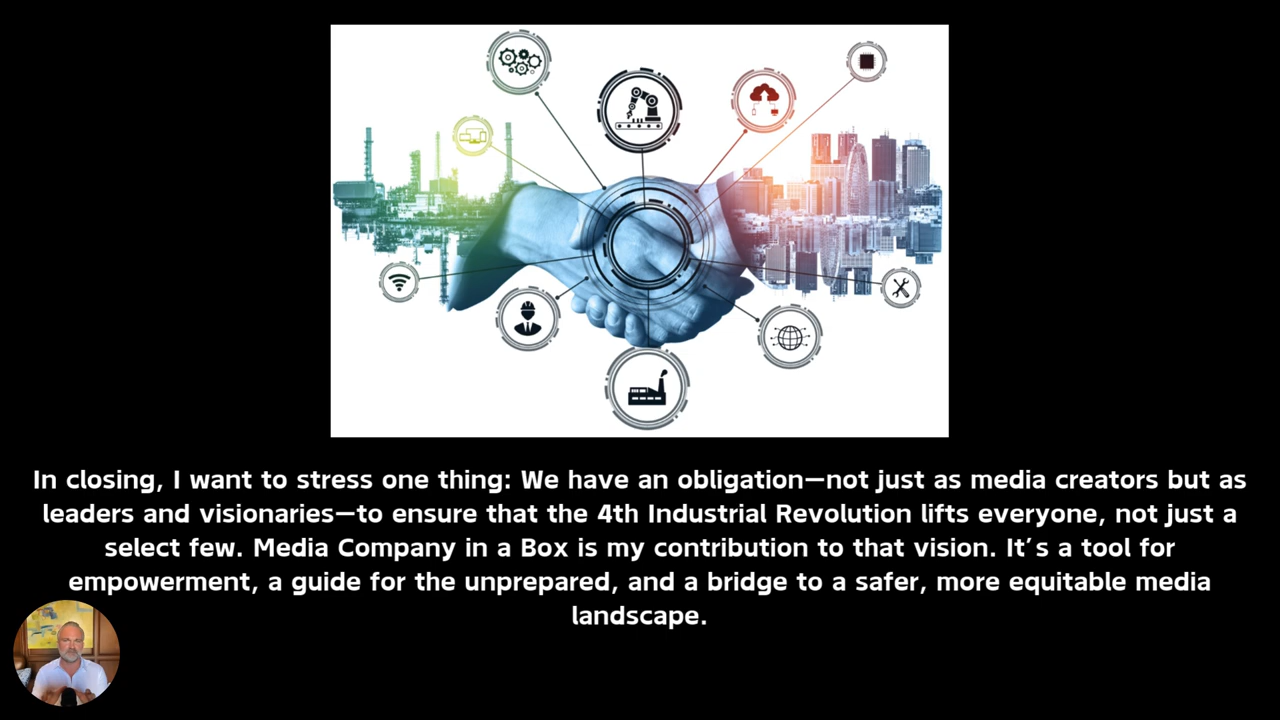 In closing, I want to stress one thing: We have an obligation—not just as media creators but as
leaders and visionaries—to ensure that the 4th Industrial Revolution lifts everyone, not just a
select few. Media Company in a Box is my contribution to that vision. It's a tool for
empowerment, a guide for the unprepared, and a bridge to a safer, more equitable media
landscape.